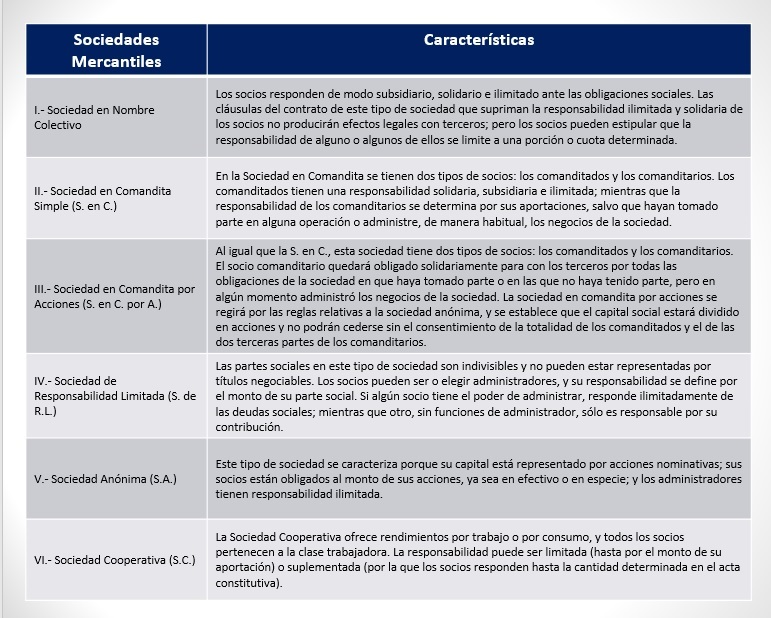 Sociedades
Mercantiles
Características
I.- Sociedad en Nombre
Colectivo
Los socios responden de modo subsidiario, solidario e ilimitado ante las obligaciones sociales. Las
cláusulas del contrato de este tipo de sociedad que supriman la responsabilidad ilimitada y solidaria de
los socios no producirán efectos legales con terceros; pero los socios pueden estipular que la
responsabilidad de alguno o algunos de ellos se limite a una porción o cuota determinada.
II.- Sociedad en Comandita
Simple (S. en C.)
En la Sociedad en Comandita se tienen dos tipos de socios: los comanditados y los comanditarios. Los
comanditados tienen una responsabilidad solidaria, subsidiaria e ilimitada; mientras que la
responsabilidad de los comanditarios se determina por sus aportaciones, salvo que hayan tomado
parte en alguna operación o administre, de manera habitual, los negocios de la sociedad.
III.- Sociedad en Comandita por
Acciones (S. en C. por A.)
Al igual que la S. en C., esta sociedad tiene dos tipos de socios: los comanditados y los comanditarios.
El socio comanditario quedará obligado solidariamente para con los terceros por todas las
obligaciones de la sociedad en que haya tomado parte o en las que no haya tenido parte, pero en
algún momento administró los negocios de la sociedad. La sociedad en comandita por acciones se
regirá por las reglas relativas a la sociedad anónima, y se establece que el capital social estará dividido
en acciones y no podrán cederse sin el consentimiento de la totalidad de los comanditados y el de las
dos terceras partes de los comanditarios.
IV.- Sociedad de
Responsabilidad Limitada (S. de
R.L.)
Las partes sociales en este tipo de sociedad son indivisibles y no pueden estar representadas por
títulos negociables. Los socios pueden ser o elegir administradores, y su responsabilidad se define por
el monto de su parte social. Si algún socio tiene el poder de administrar, responde ilimitadamente de
las deudas sociales; mientras que otro, sin funciones de administrador, sólo es responsable por su
contribución.
V.- Sociedad Anónima (S.A.)
Este tipo de sociedad se caracteriza porque su capital está representado por acciones nominativas; sus
socios están obligados al monto de sus acciones, ya sea en efectivo o en especie; y los administradores
tienen responsabilidad ilimitada.
VI.- Sociedad Cooperativa (S.C.)
La Sociedad Cooperativa ofrece rendimientos por trabajo o por consumo, y todos los socios
pertenecen a la clase trabajadora. La responsabilidad puede ser limitada (hasta por el monto de su
aportación) o suplementada (por la que los socios responden hasta la cantidad determinada en el acta
constitutiva).